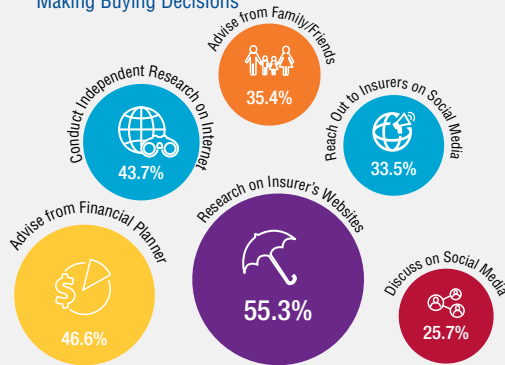 Making Buying Decisions
Advise from Family/Friends
35.4%
Conduct Independent Research on Internet
43.7%
Reach Out to Insurers on Social Media
33.5%
Advise from Financial Planner
$
46.6%
Research on Insurer's Websites
55.3%
Discuss on Social Media
25.7%